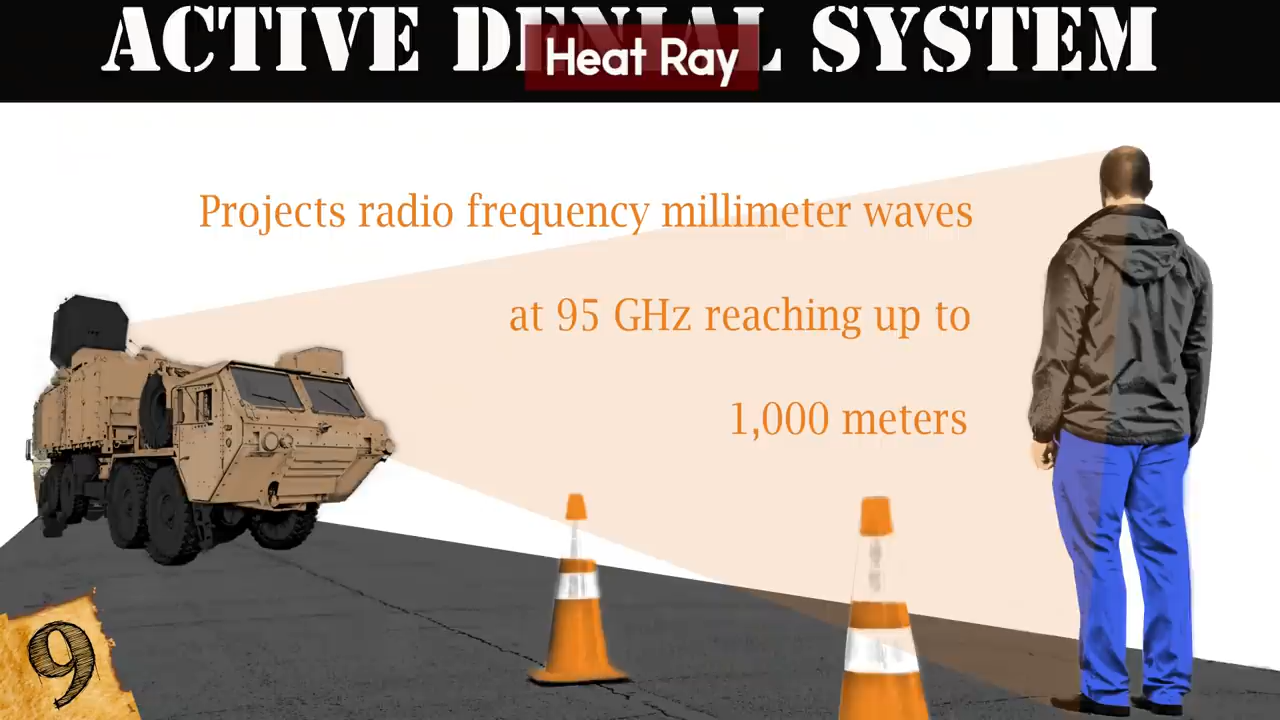 ACTIVE DENIAL SYSTEM
Heat Ray
Projects radio frequency millimeter waves
at 95 GHz reaching up to
1,000 meters
9